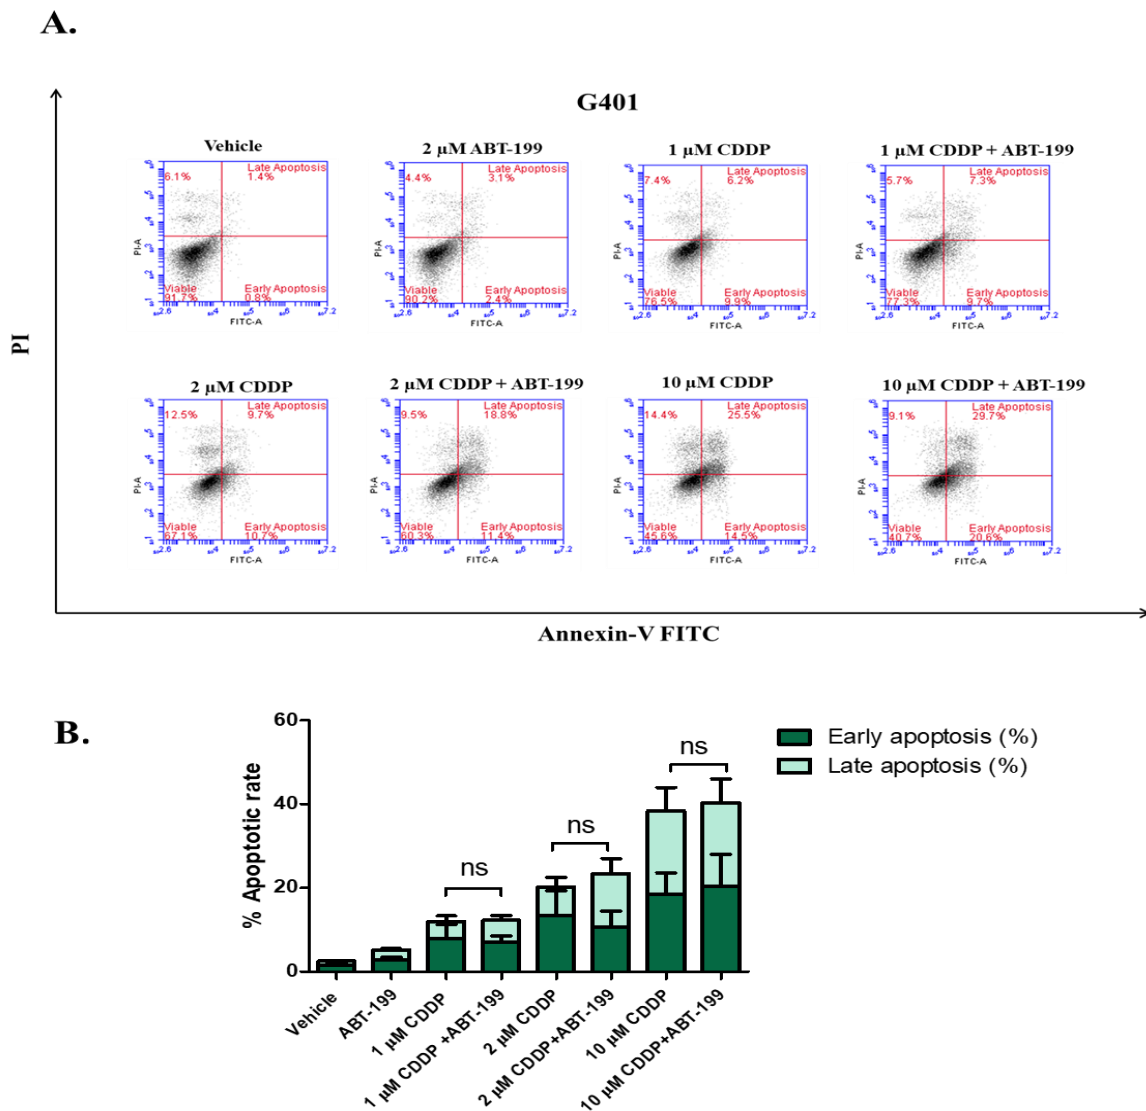 A.
G401
Vehicle
2 µM ABT-199
1 µM CDDP
1 µM CDDP + ABT-199
Late Apoptosis
6.1% 1.4%
Viable Early Apoptosis
91.7% 0.8%
PI-A
FITC-A
Late Apoptosis
4.4% 3.1%
Viable Early Apoptosis
90.2% 2.4%
PI-A
FITC-A
Late Apoptosis
7.4% 6.2%
Viable Early Apoptosis
76.5% 9.9%
PI-A
FITC-A
Late Apoptosis
5.7% 7.3%
Viable Early Apoptosis
77.3% 9.7%
PI-A
FITC-A
PI
2 µM CDDP
2 µM CDDP + ABT-199
10 µM CDDP
10 µM CDDP + ABT-199
Late Apoptosis
12.5% 9.7%
Viable Early Apoptosis
67.1% 10.7%
PI-A
FITC-A
Late Apoptosis
9.5% 18.8%
Viable Early Apoptosis
60.3% 11.4%
PI-A
FITC-A
Late Apoptosis
14.4% 25.5%
Viable Early Apoptosis
45.6% 14.5%
PI-A
FITC-A
Late Apoptosis
9.1% 29.7%
Viable Early Apoptosis
40.7% 20.6%
PI-A
FITC-A
Annexin-V FITC
B.
% Apoptotic rate
60
40
20
0
ns
ns
ns
Early apoptosis (%)
Late apoptosis (%)
Vehicle
ABT-199
1 µM CDDP
1 µM CDDP +ABT-199
2 µM CDDP
2 µM CDDP+ABT-199
10 µM CDDP
10 µM CDDP+ABT-199